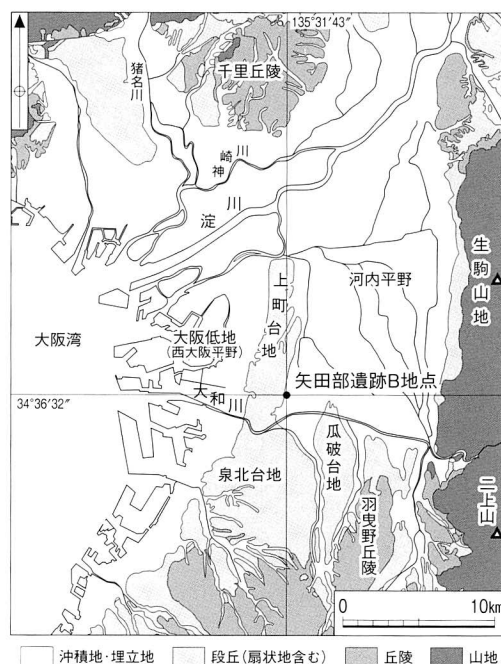 135°31′43″
猪名川
千里丘陵
神崎川
淀川
生駒山地
上町台地
河内平野
大阪湾
大阪低地
(西大阪平野)
矢田部遺跡B地点
34°36′32″
大和川
瓜破台地
泉北台地
羽曳野丘陵
二上山
0 10km
沖積地・埋立地 段丘(扇状地含む) 丘陵 山地